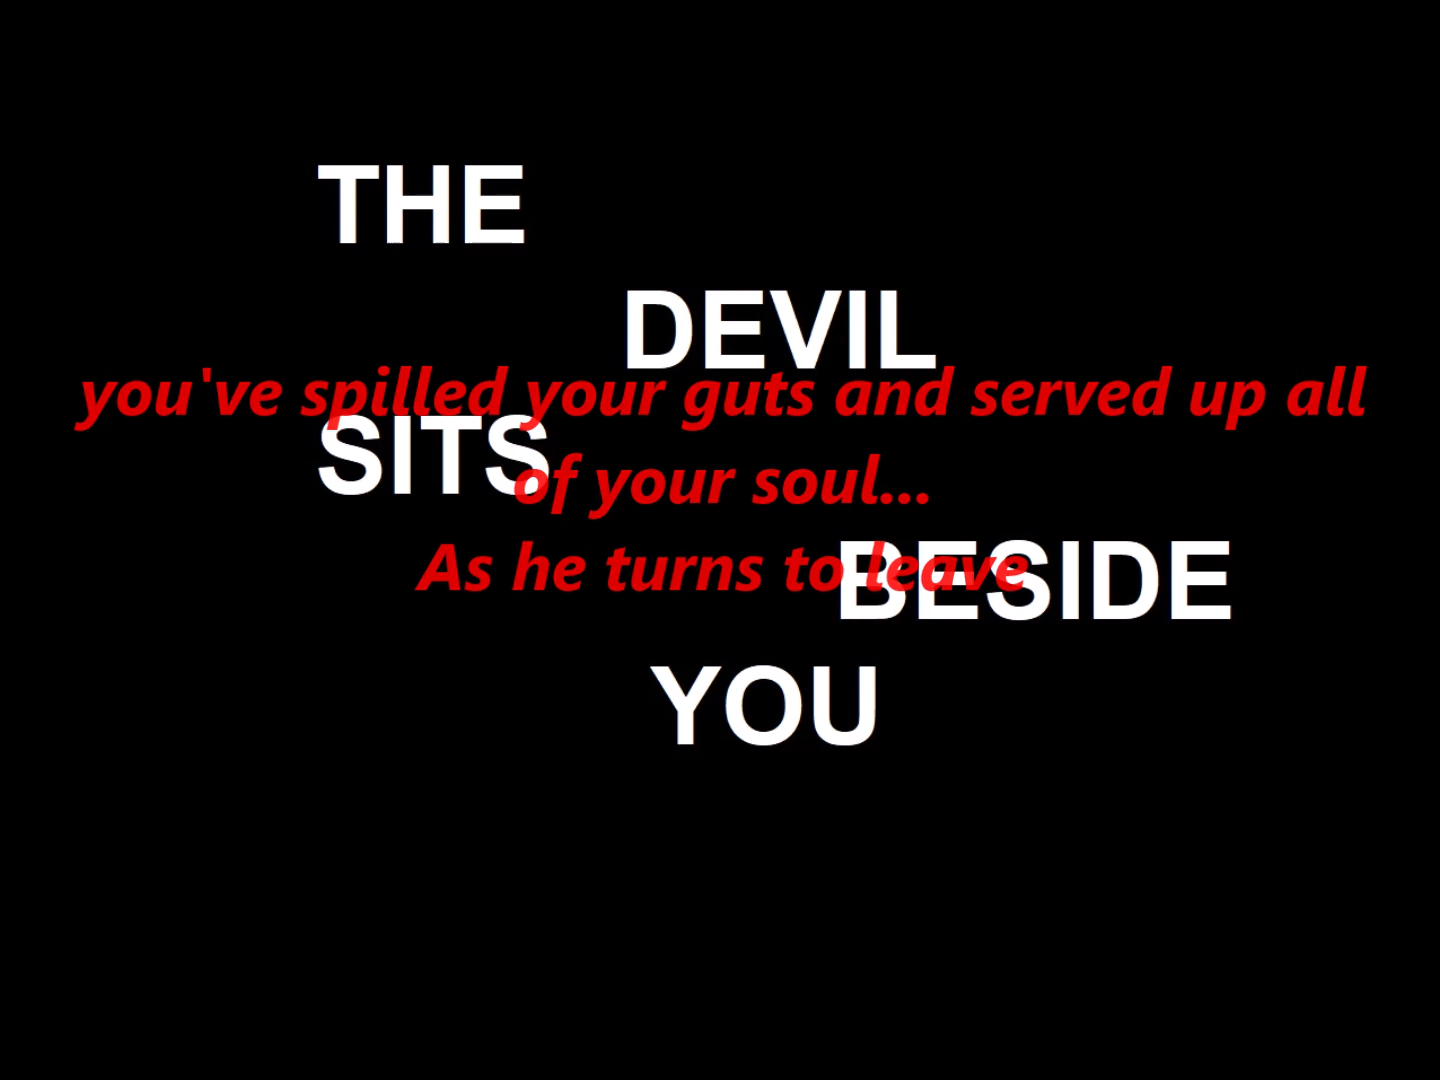 THE
DEVIL
you've spilled your guts and served up all
SITS
of your soul...
As he turns to leave
BESIDE
YOU